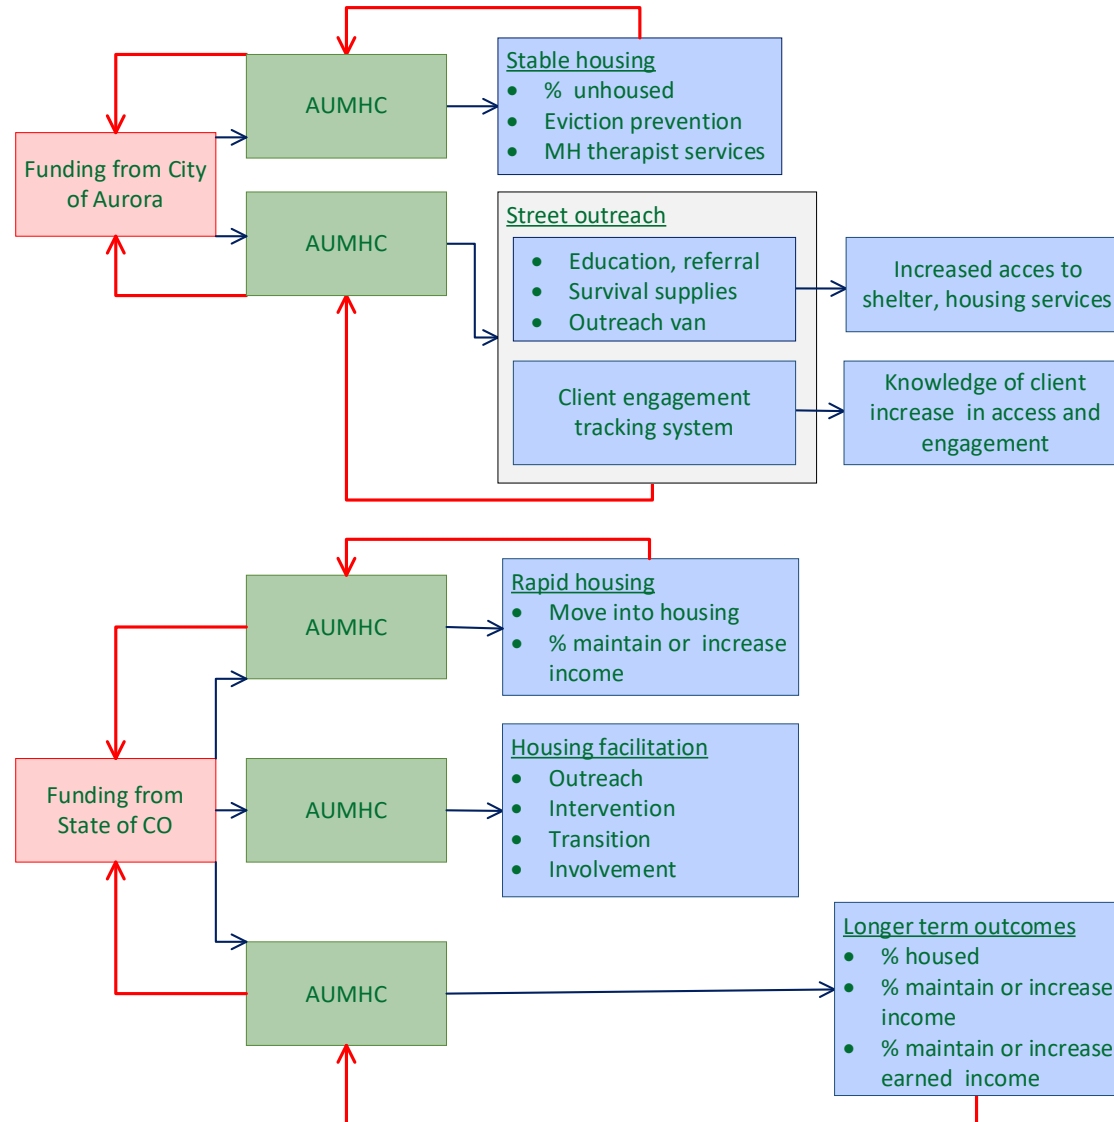 AUMHC
Stable housing
• % unhoused
• Eviction prevention
• MH therapist services
Funding from City
of Aurora
AUMHC
Street outreach
• Education, referral
• Survival supplies
• Outreach van
Increased acces to
shelter, housing services
Client engagement
tracking system
Knowledge of client
increase in access and
engagement
AUMHC
Rapid housing
• Move into housing
• % maintain or increase
income
Funding from
State of CO
AUMHC
Housing facilitation
• Outreach
• Intervention
• Transition
• Involvement
AUMHC
Longer term outcomes
• % housed
• % maintain or increase
income
• % maintain or increase
earned income